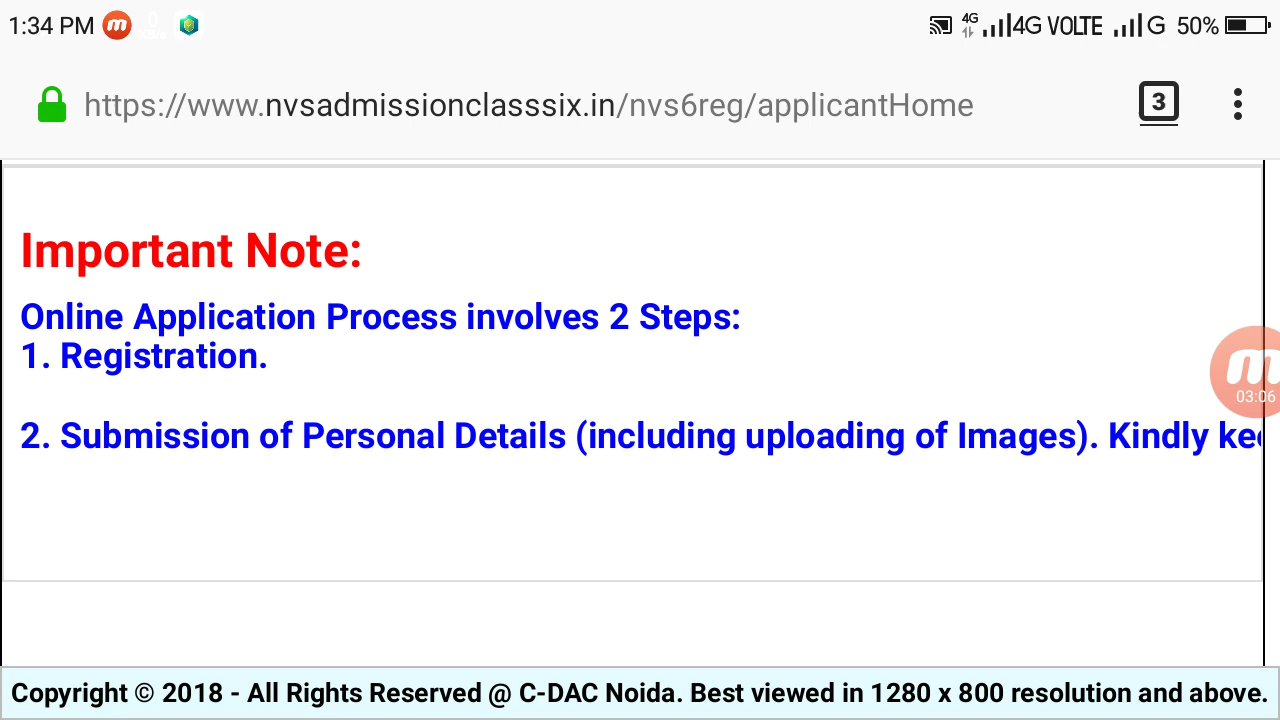 1:34 PM 4G 4G VOLTE G 50%
https://www.nvsadmissionclasssix.in/nvs6reg/applicantHome 3
Important Note:
Online Application Process involves 2 Steps:
1. Registration.
03:06
2. Submission of Personal Details (including uploading of Images). Kindly
Copyright © 2018 - All Rights Reserved @ C-DAC Noida. Best viewed in 1280 x 800 resolution and above.